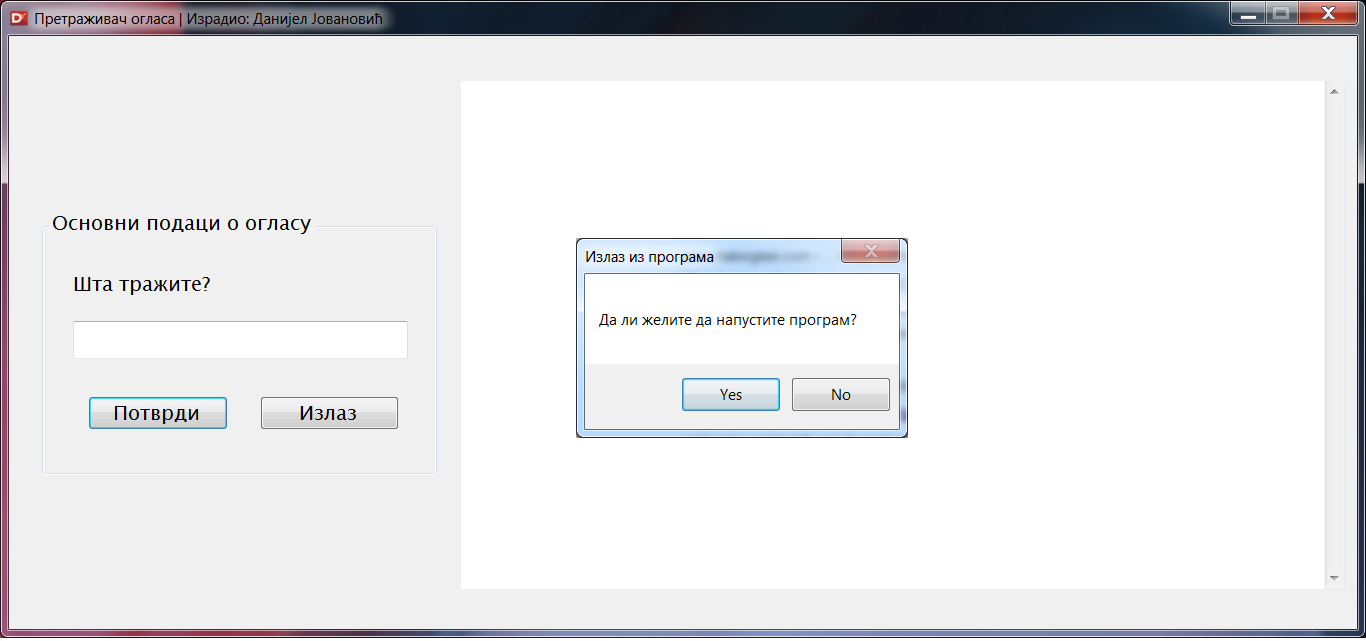 Претраживач огласа | Израдио: Данијел Јовановић
Основни подаци о огласу
Шта тражите?
Потврди
Излаз
Излаз из програма
Да ли желите да напустите програм?
Yes
No